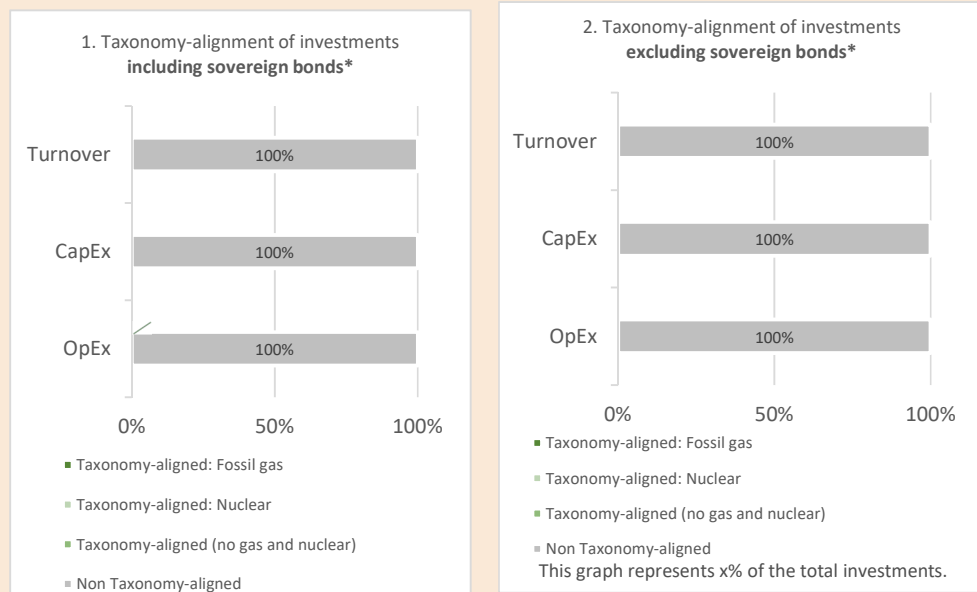 1. Taxonomy-alignment of investments
including sovereign bonds*
Turnover
100%
CapEx
100%
OpEx
100%
0%
50%
100%
Taxonomy-aligned: Fossil gas
Taxonomy-aligned: Nuclear
Taxonomy-aligned (no gas and nuclear)
Non Taxonomy-aligned
2. Taxonomy-alignment of investments
excluding sovereign bonds*
Turnover
100%
CapEx
100%
OpEx
100%
0%
50%
100%
Taxonomy-aligned: Fossil gas
Taxonomy-aligned: Nuclear
Taxonomy-aligned (no gas and nuclear)
Non Taxonomy-aligned
This graph represents x% of the total investments.